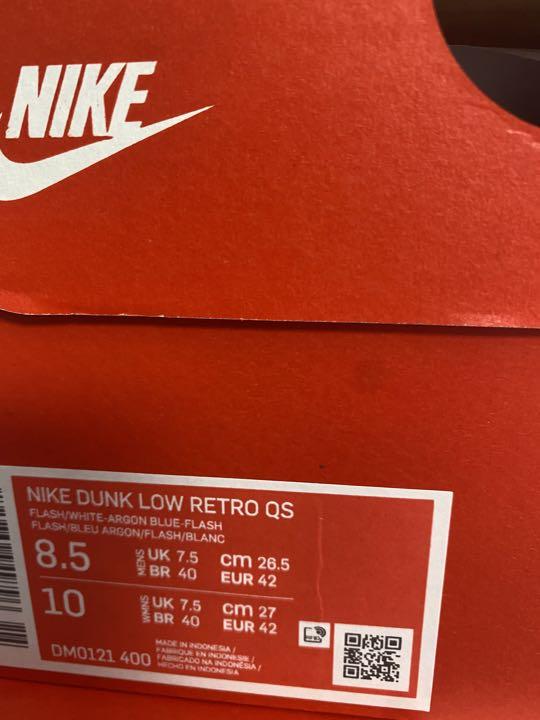 NIKE
NIKE DUNK LOW RETRO QS
FLASH/WHITE-ARGON BLUE-FLASH
FLASH/BLEU ARGON/FLASH/BLANC
8.5 MENS UK 7.5 cm 26.5
BR 40 EUR 42
10 WMNS UK 7.5 cm 27
BR 40 EUR 42
DM0121 400
MADE IN INDONESIA /
FABRIQUE EN INDONESIE /
FABRICADO NA INDONÉSIA /
HECHO EN INDONESIA